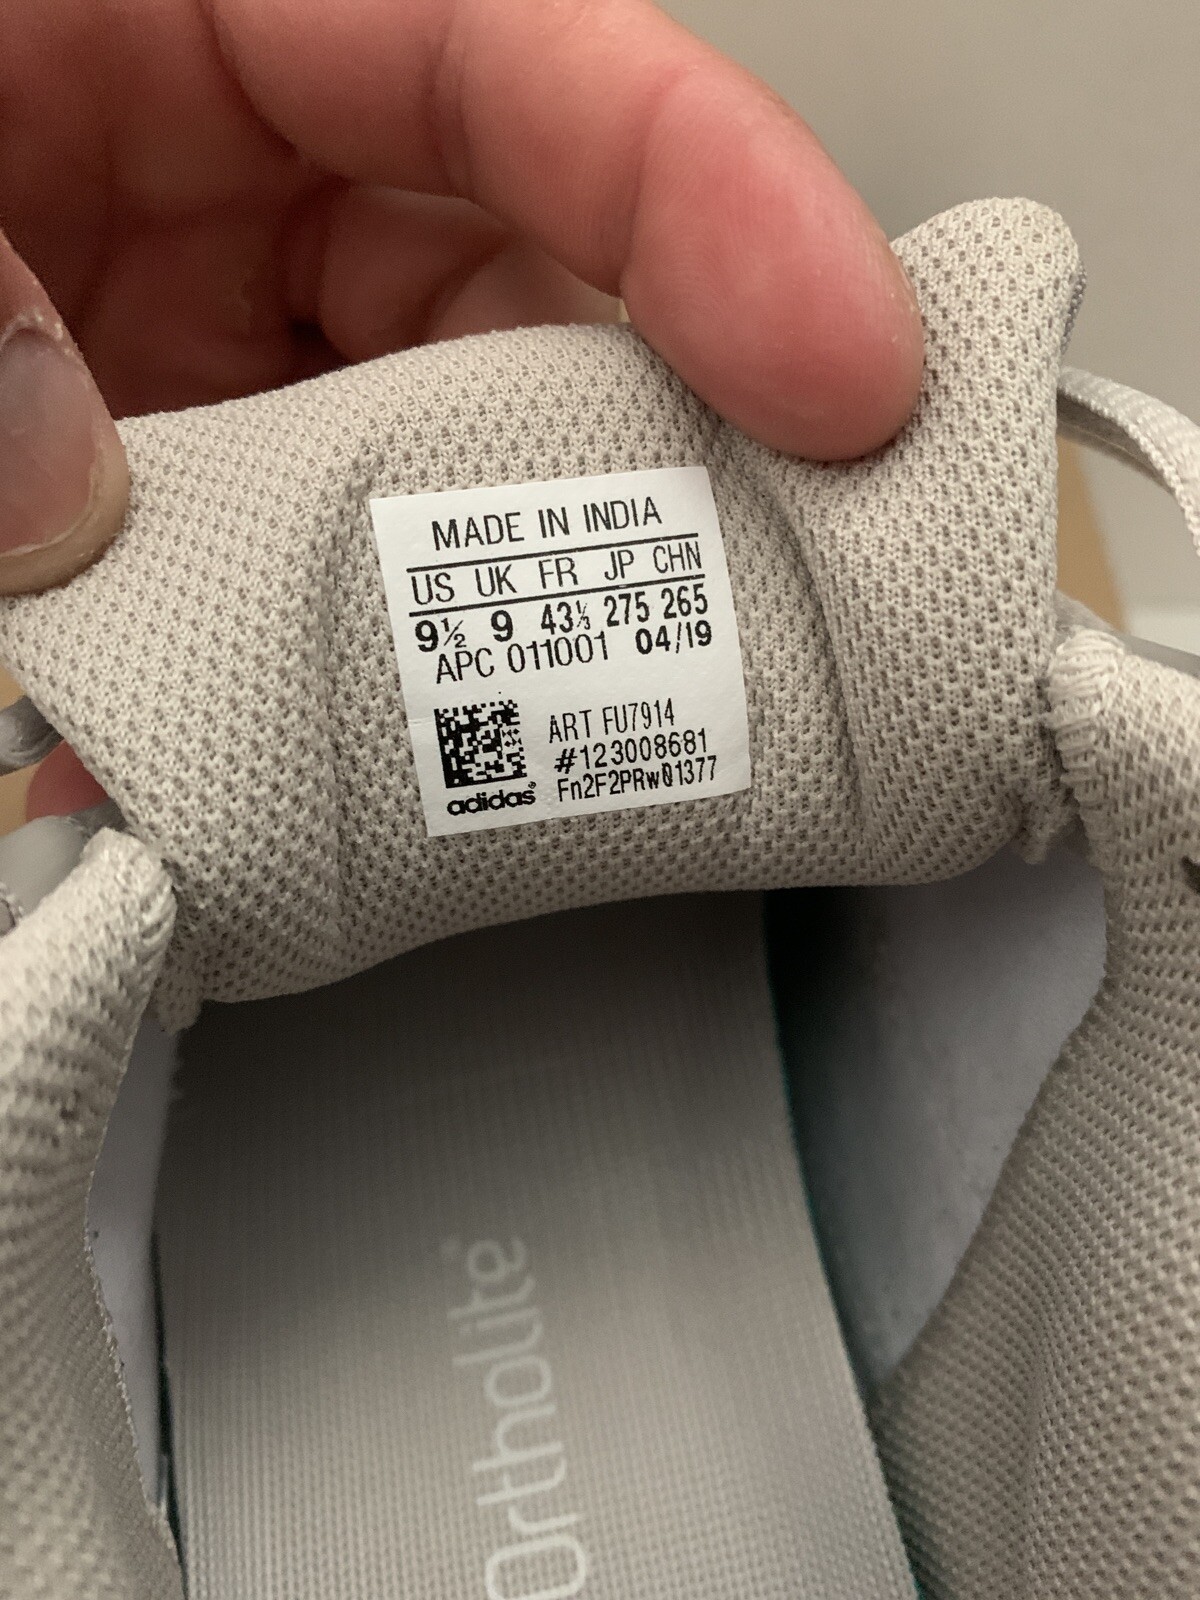 MADE IN INDIA
US UK FR JP CHN
9½ 9 43⅓ 275 265
APC 011001 04/19
ART FU7914
#123008681
Fn2F2PRw01377
adidas®
Ortholite